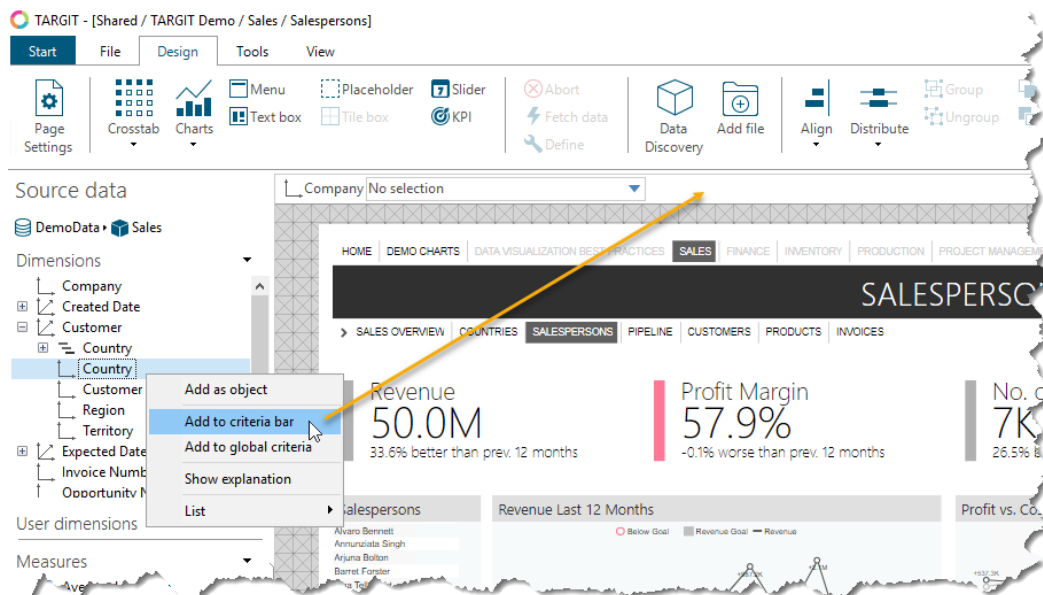 TARGIT - [Shared / TARGIT Demo / Sales / Salespersons]
Start File Design Tools View
Page Settings
Crosstab
Charts
Menu
Text box
Placeholder
Tile box
Slider
KPI
Abort
Fetch data
Define
Data Discovery
Add file
Align
Distribute
Group
Ungroup
Source data
DemoData Sales
Dimensions
Company
Created Date
Customer
Country
Country
Customer
Region
Territory
Expected Date
Invoice Numb
Opportunity N
User dimensions
Measures
Add as object
Add to criteria bar
Add to global criteria
Show explanation
List
Company No selection
HOME DEMO CHARTS DATA VISUALIZATION BEST PRACTICES SALES FINANCE INVENTORY PRODUCTION PROJECT MANAGEM
SALESPERSO
SALES OVERVIEW COUNTRIES SALESPERSONS PIPELINE CUSTOMERS PRODUCTS INVOICES
Revenue
50.0M
33.6% better than prev. 12 months
Profit Margin
57.9%
-0.1% worse than prev. 12 months
No. o
7K
26.5% b
Salespersons
Alvaro Bennett
Annunziata Singh
Arjuna Bolton
Barret Forster
Revenue Last 12 Months
Below Goal Revenue Goal Revenue
Profit vs. Co
+937.3K